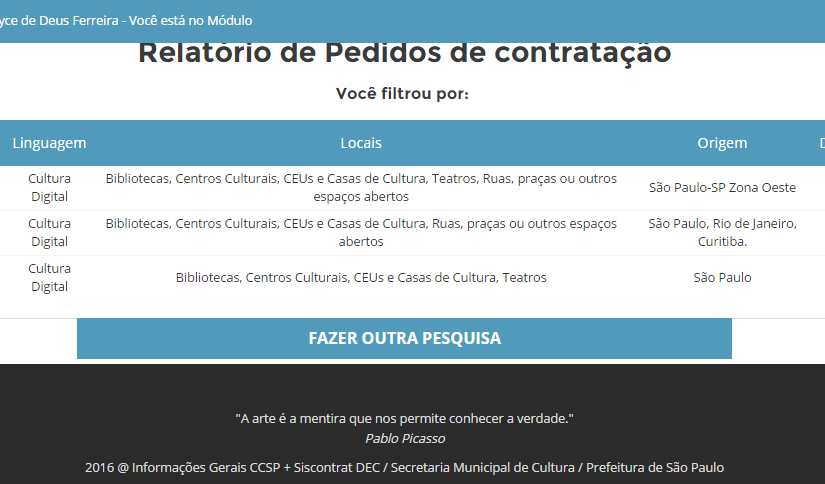 yce de Deus Ferreira - Você está no Módulo
Relatório de Pedidos de contratação
Você filtrou por:
Linguagem Locais Origem
Cultura Digital Bibliotecas, Centros Culturais, CEUs e Casas de Cultura, Teatros, Ruas, praças ou outros espaços abertos São Paulo-SP Zona Oeste
Cultura Digital Bibliotecas, Centros Culturais, CEUs e Casas de Cultura, Ruas, praças ou outros espaços abertos São Paulo, Rio de Janeiro, Curitiba.
Cultura Digital Bibliotecas, Centros Culturais, CEUs e Casas de Cultura, Teatros São Paulo
FAZER OUTRA PESQUISA
"A arte é a mentira que nos permite conhecer a verdade."
Pablo Picasso
2016 @ Informações Gerais CCSP + Siscontrat DEC / Secretaria Municipal de Cultura / Prefeitura de São Paulo